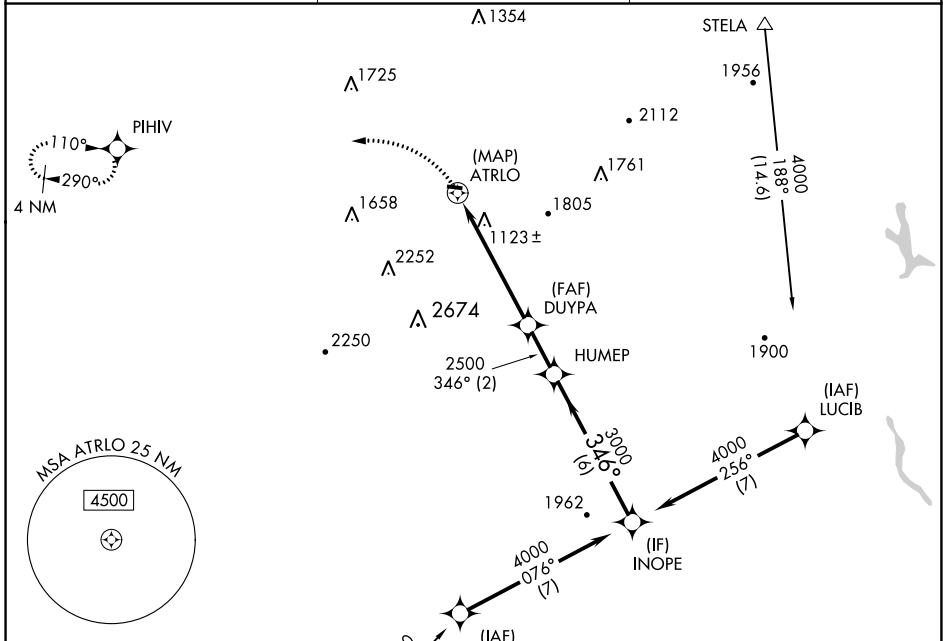 1354
STELA
1725
1956
PIHIV
110°
290°
4 NM
2112
(MAP)
ATRLO
1761
4000
188°
(14.6)
1658
1805
1123±
2252
(FAF)
DUYPA
2674
2250
HUMEP
2500
346° (2)
1900
(IAF)
LUCIB
3000
346°
(6)
4000
256°
(7)
MSA ATRLO 25 NM
4500
1962
(IF)
INOPE
4000
076°
(7)
(IAF)